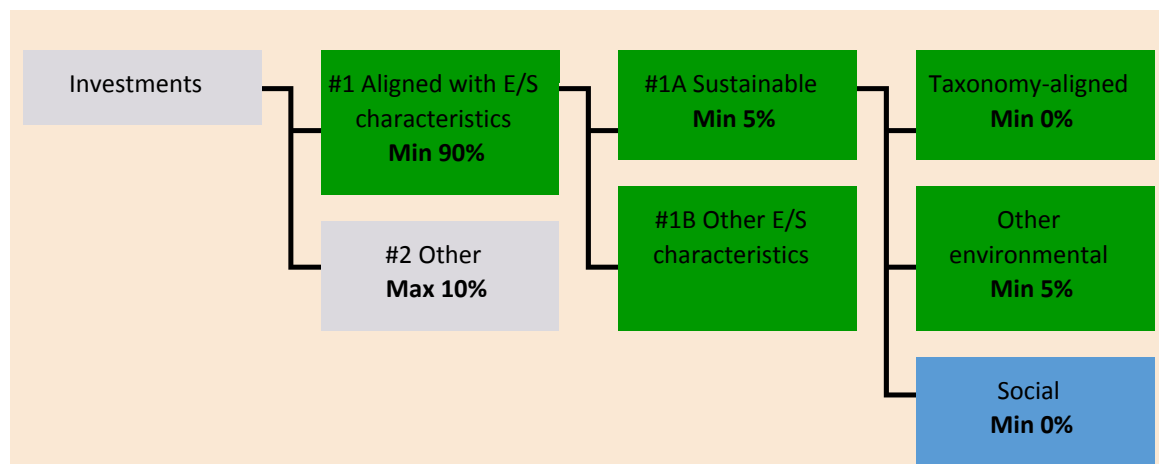 Investments
#1 Aligned with E/S
characteristics
Min 90%
#2 Other
Max 10%
#1A Sustainable
Min 5%
#1B Other E/S
characteristics
Taxonomy-aligned
Min 0%
Other
environmental
Min 5%
Social
Min 0%